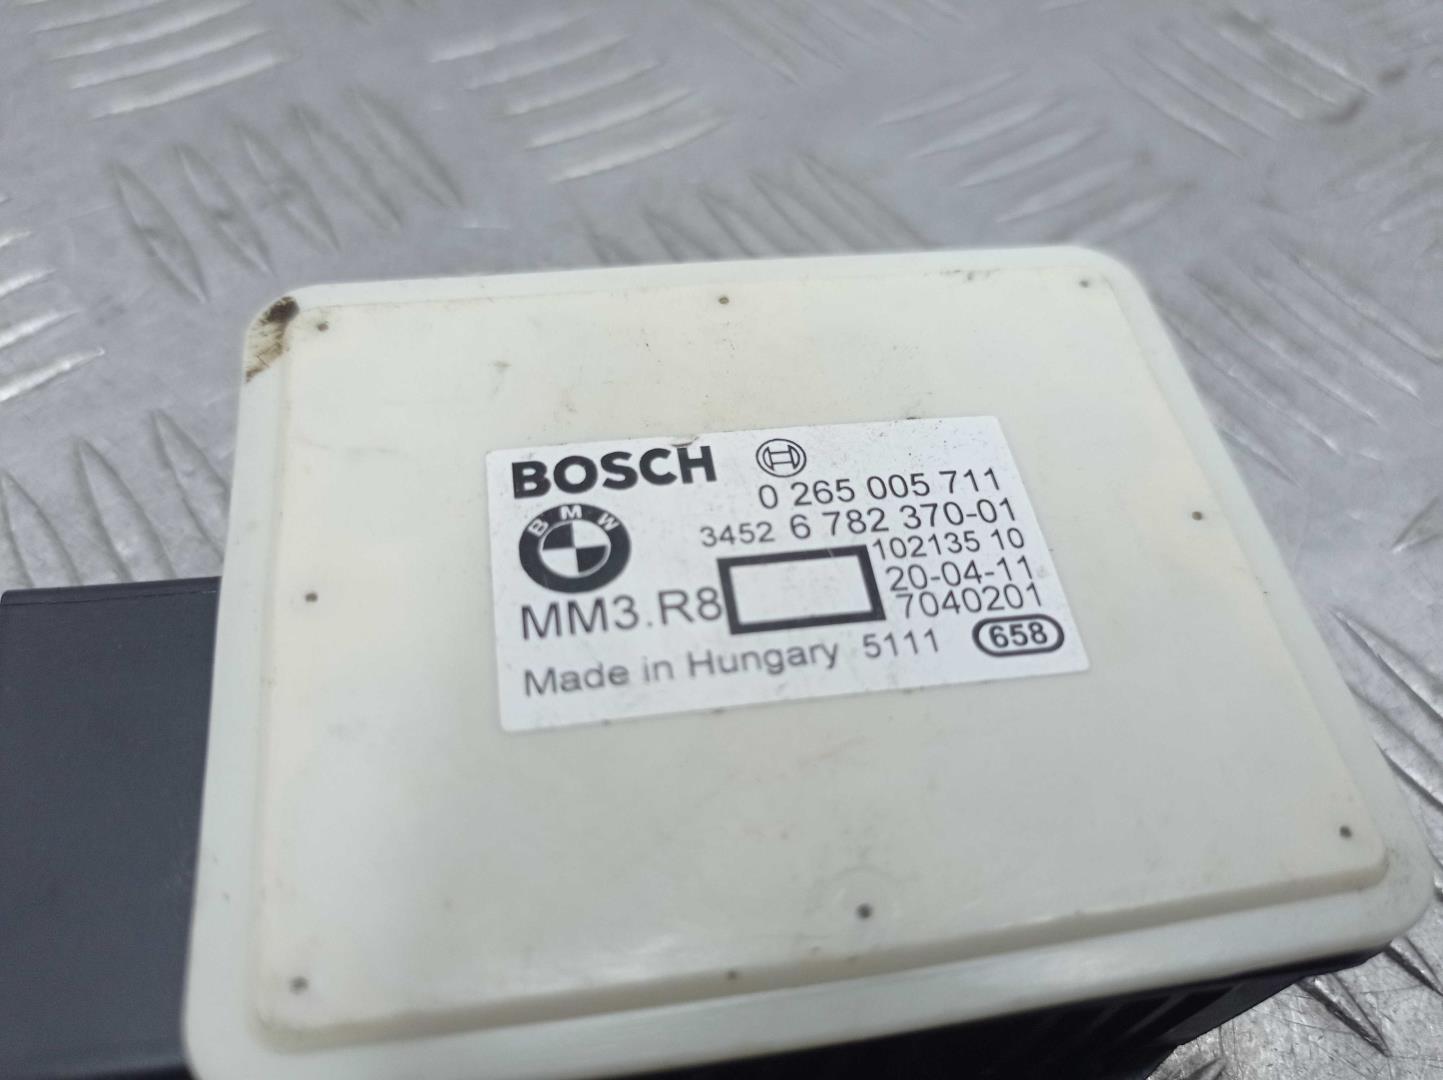 BOSCH
0 265 005 711
BMW
3452 6 782 370-01
102135 10
20-04-11
MM3.R8
7040201
Made in Hungary 5111 658